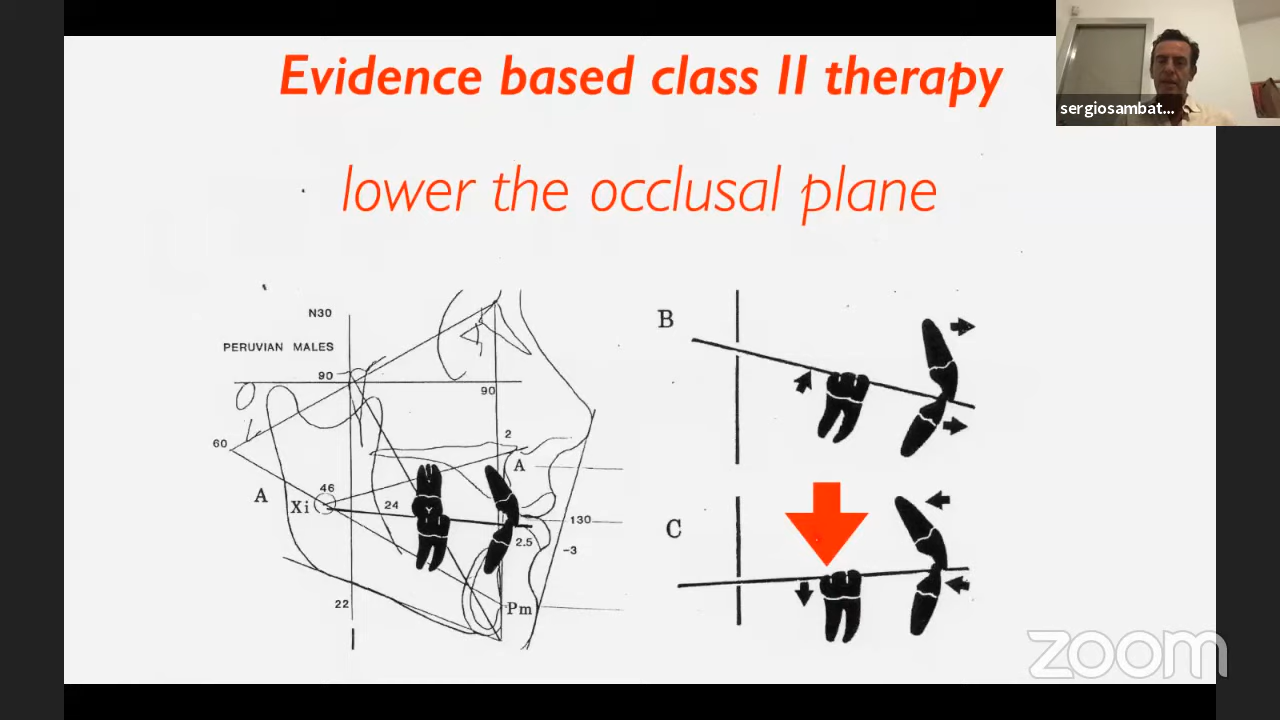 Evidence based class II therapy
sergiosambat...
lower the occlusal plane
N30
PERUVIAN MALES
90
90
60
2
A
A
46
Xi
24
130
2.5
-3
22
Pm
B
C
zoom